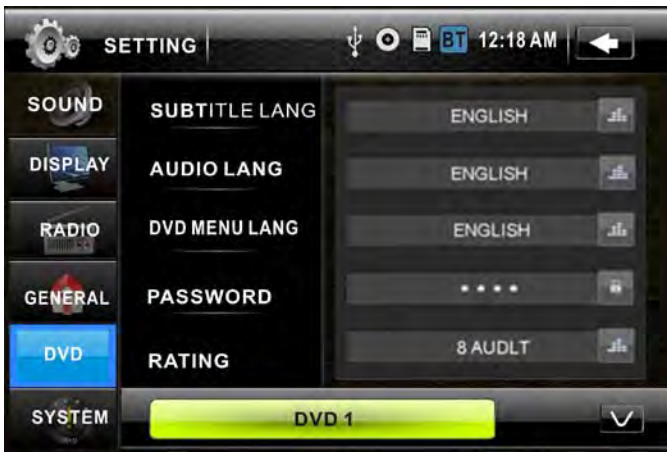 SETTING BT 12:18 AM
SOUND
DISPLAY
RADIO
GENERAL
DVD
SYSTEM
SUBTITLE LANG ENGLISH
AUDIO LANG ENGLISH
DVD MENU LANG ENGLISH
PASSWORD ****
RATING 8 AUDLT
DVD 1